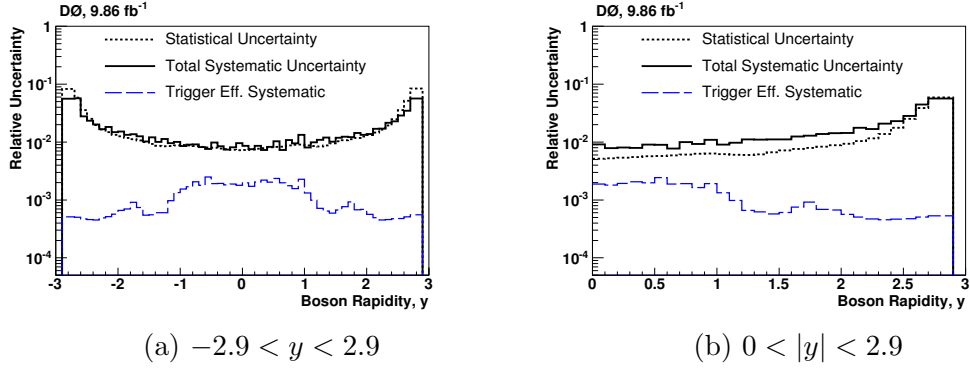 DØ, 9.86 fb-1
Relative Uncertainty
1
10-1
10-2
10-3
10-4
Statistical Uncertainty
Total Systematic Uncertainty
Trigger Eff. Systematic
-3 -2 -1 0 1 2 3
Boson Rapidity, y
(a) −2.9 < y < 2.9
DØ, 9.86 fb-1
Relative Uncertainty
1
10-1
10-2
10-3
10-4
Statistical Uncertainty
Total Systematic Uncertainty
Trigger Eff. Systematic
0 0.5 1 1.5 2 2.5 3
Boson Rapidity, y
(b) 0 < |y| < 2.9